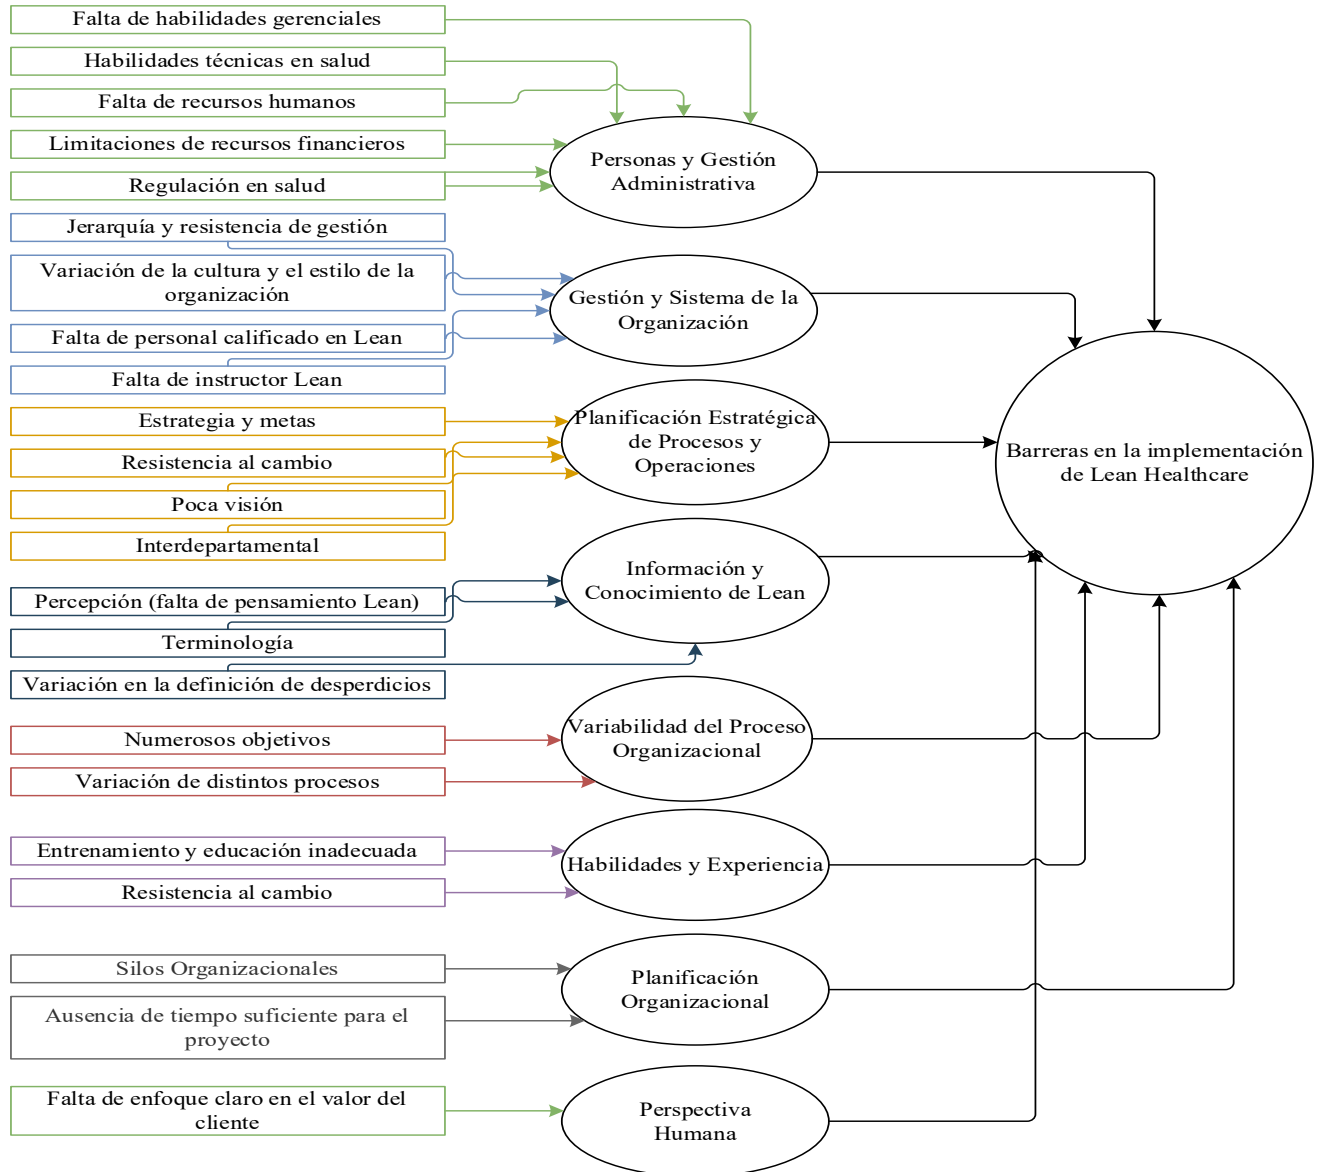 Falta de habilidades gerenciales
Habilidades técnicas en salud
Falta de recursos humanos
Limitaciones de recursos financieros
Regulación en salud
Jerarquía y resistencia de gestión
Variación de la cultura y el estilo de la
organización
Falta de personal calificado en Lean
Falta de instructor Lean
Estrategia y metas
Resistencia al cambio
Poca visión
Interdepartamental
Percepción (falta de pensamiento Lean)
Terminología
Variación en la definición de desperdicios
Numerosos objetivos
Variación de distintos procesos
Entrenamiento y educación inadecuada
Resistencia al cambio
Silos Organizacionales
Ausencia de tiempo suficiente para el
proyecto
Falta de enfoque claro en el valor del
cliente
Personas y Gestión
Administrativa
Gestión y Sistema de la
Organización
Planificación Estratégica
de Procesos y
Operaciones
Información y
Conocimiento de Lean
Variabilidad del Proceso
Organizacional
Habilidades y Experiencia
Planificación
Organizacional
Perspectiva
Humana
Barreras en la implementación
de Lean Healthcare